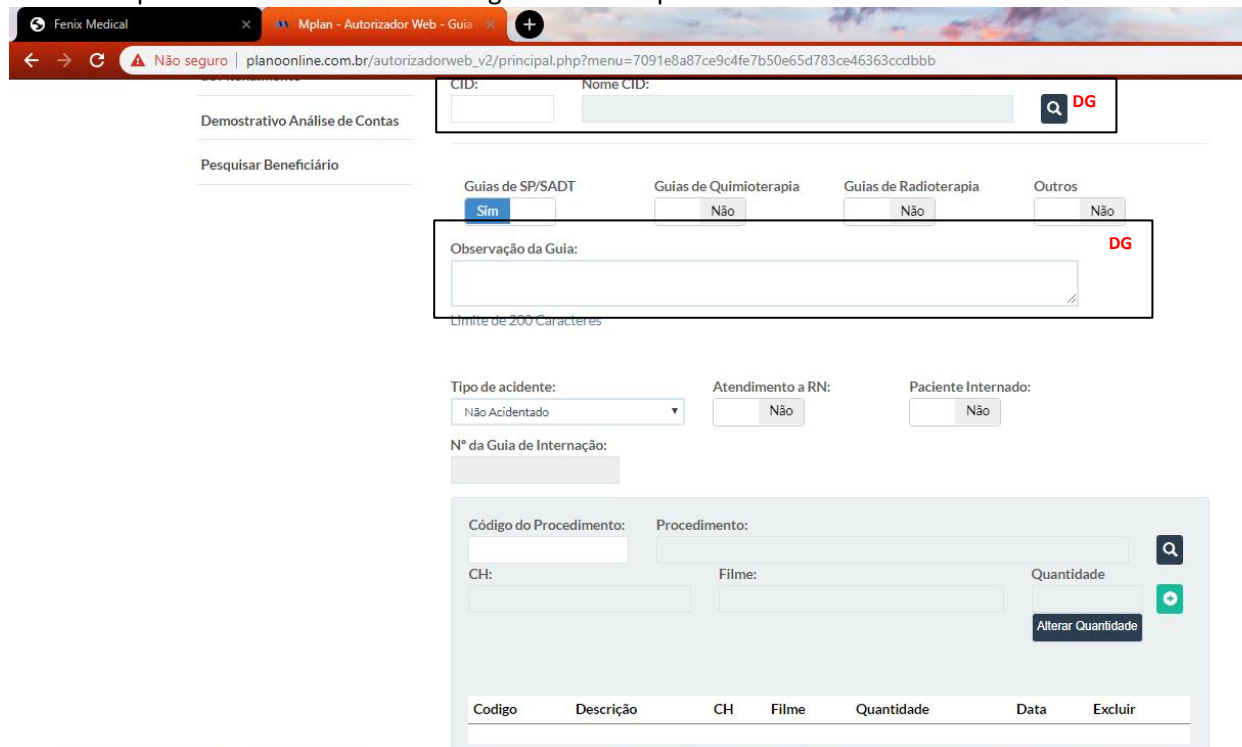 Fenix Medical
Mplan - Autorizador Web - Guia
Não seguro | planoonline.com.br/autorizadorweb_v2/principal.php?menu=7091e8a87ce9c4fe7b50e65d783ce46363ccdbbb
CID: Nome CID:
DG
Demostrativo Análise de Contas
Pesquisar Beneficiário
Guias de SP/SADT Guias de Quimioterapia Guias de Radioterapia Outros
Sim Não Não Não
DG
Observação da Guia:
Limite de 200 Caracteres
Tipo de acidente: Atendimento a RN: Paciente Internado:
Não Acidentado Não Não
Nº da Guia de Internação:
Código do Procedimento: Procedimento:
CH: Filme: Quantidade
Alterar Quantidade
Codigo Descrição CH Filme Quantidade Data Excluir